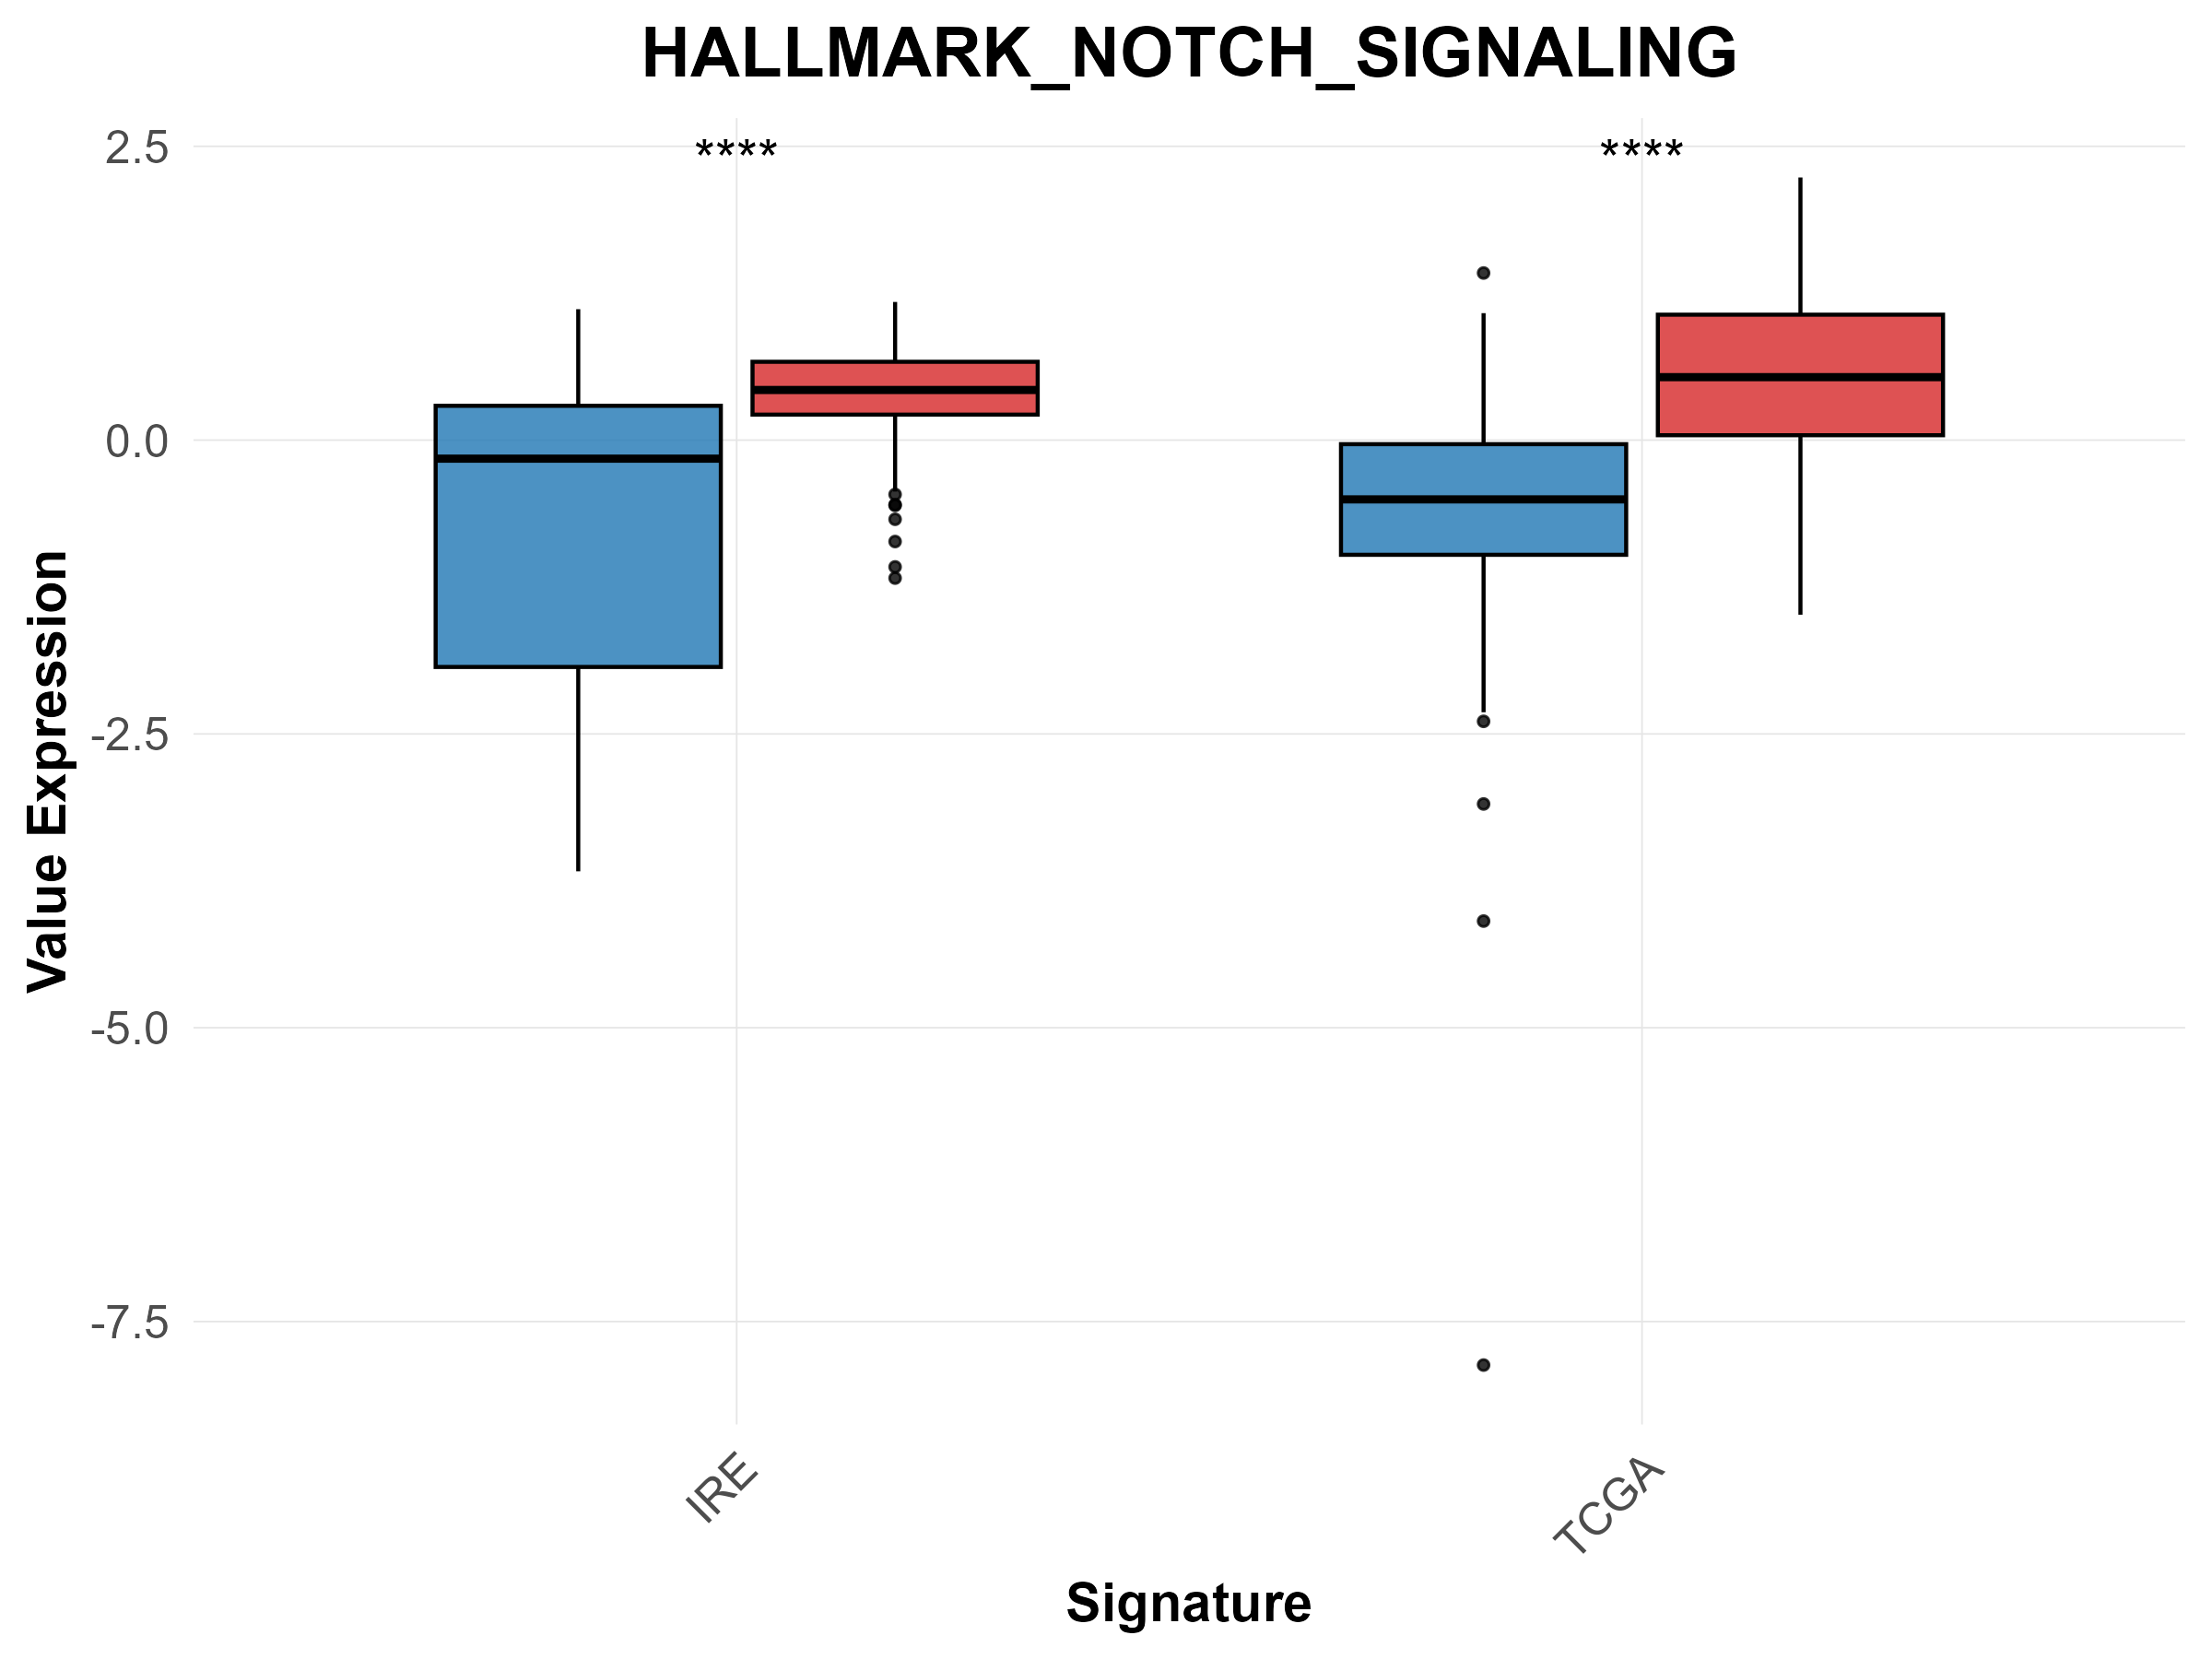 HALLMARK_NOTCH_SIGNALING
**** ****
2.5
0.0
-2.5
-5.0
-7.5
Value Expression
IRE TCGA
Signature